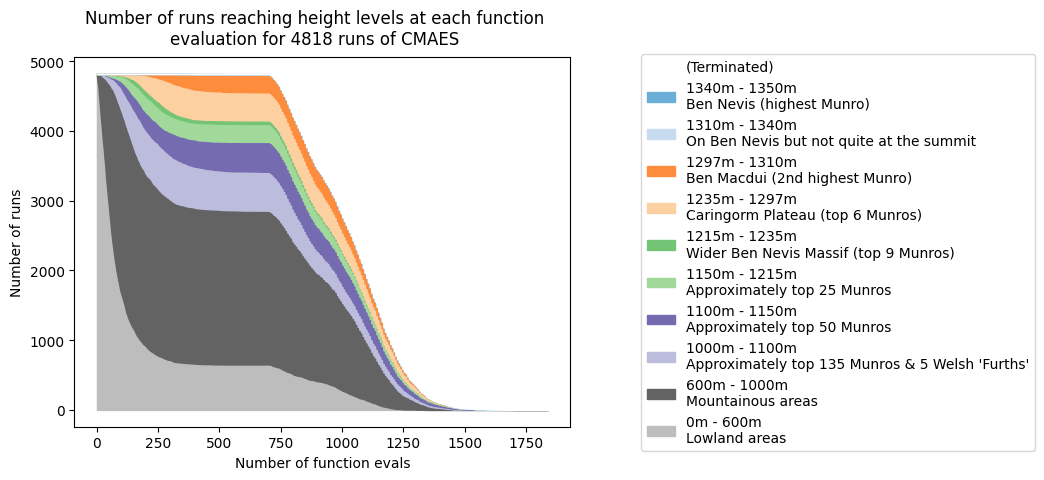 Number of runs reaching height levels at each function
evaluation for 4818 runs of CMAES
5000
4000
3000
2000
1000
0
Number of runs
0
250
500
750
1000
1250
1500
1750
Number of function evals
(Terminated)
1340m - 1350m
Ben Nevis (highest Munro)
1310m - 1340m
On Ben Nevis but not quite at the summit
1297m - 1310m
Ben Macdui (2nd highest Munro)
1235m - 1297m
Caringorm Plateau (top 6 Munros)
1215m - 1235m
Wider Ben Nevis Massif (top 9 Munros)
1150m - 1215m
Approximately top 25 Munros
1100m - 1150m
Approximately top 50 Munros
1000m - 1100m
Approximately top 135 Munros & 5 Welsh 'Furths'
600m - 1000m
Mountainous areas
0m - 600m
Lowland areas